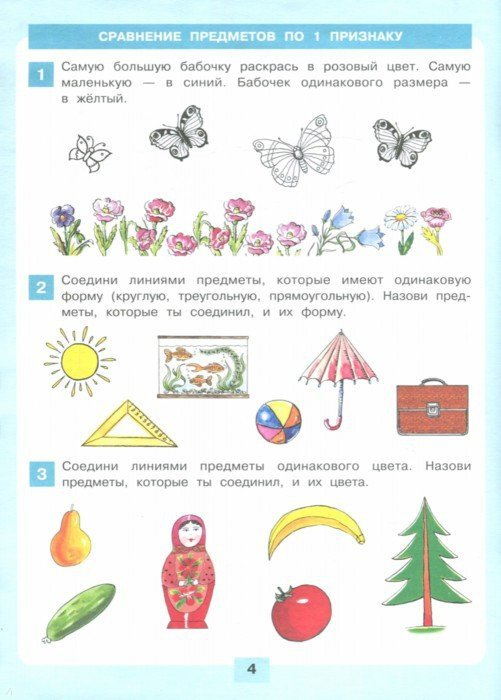 СРАВНЕНИЕ ПРЕДМЕТОВ ПО 1 ПРИЗНАКУ
1 Самую большую бабочку раскрась в розовый цвет. Самую
маленькую — в синий. Бабочек одинакового размера —
в жёлтый.
2 Соедини линиями предметы, которые имеют одинаковую
форму (круглую, треугольную, прямоугольную). Назови пред-
меты, которые ты соединил, и их форму.
3 Соедини линиями предметы одинакового цвета. Назови
предметы, которые ты соединил, и их цвета.
4